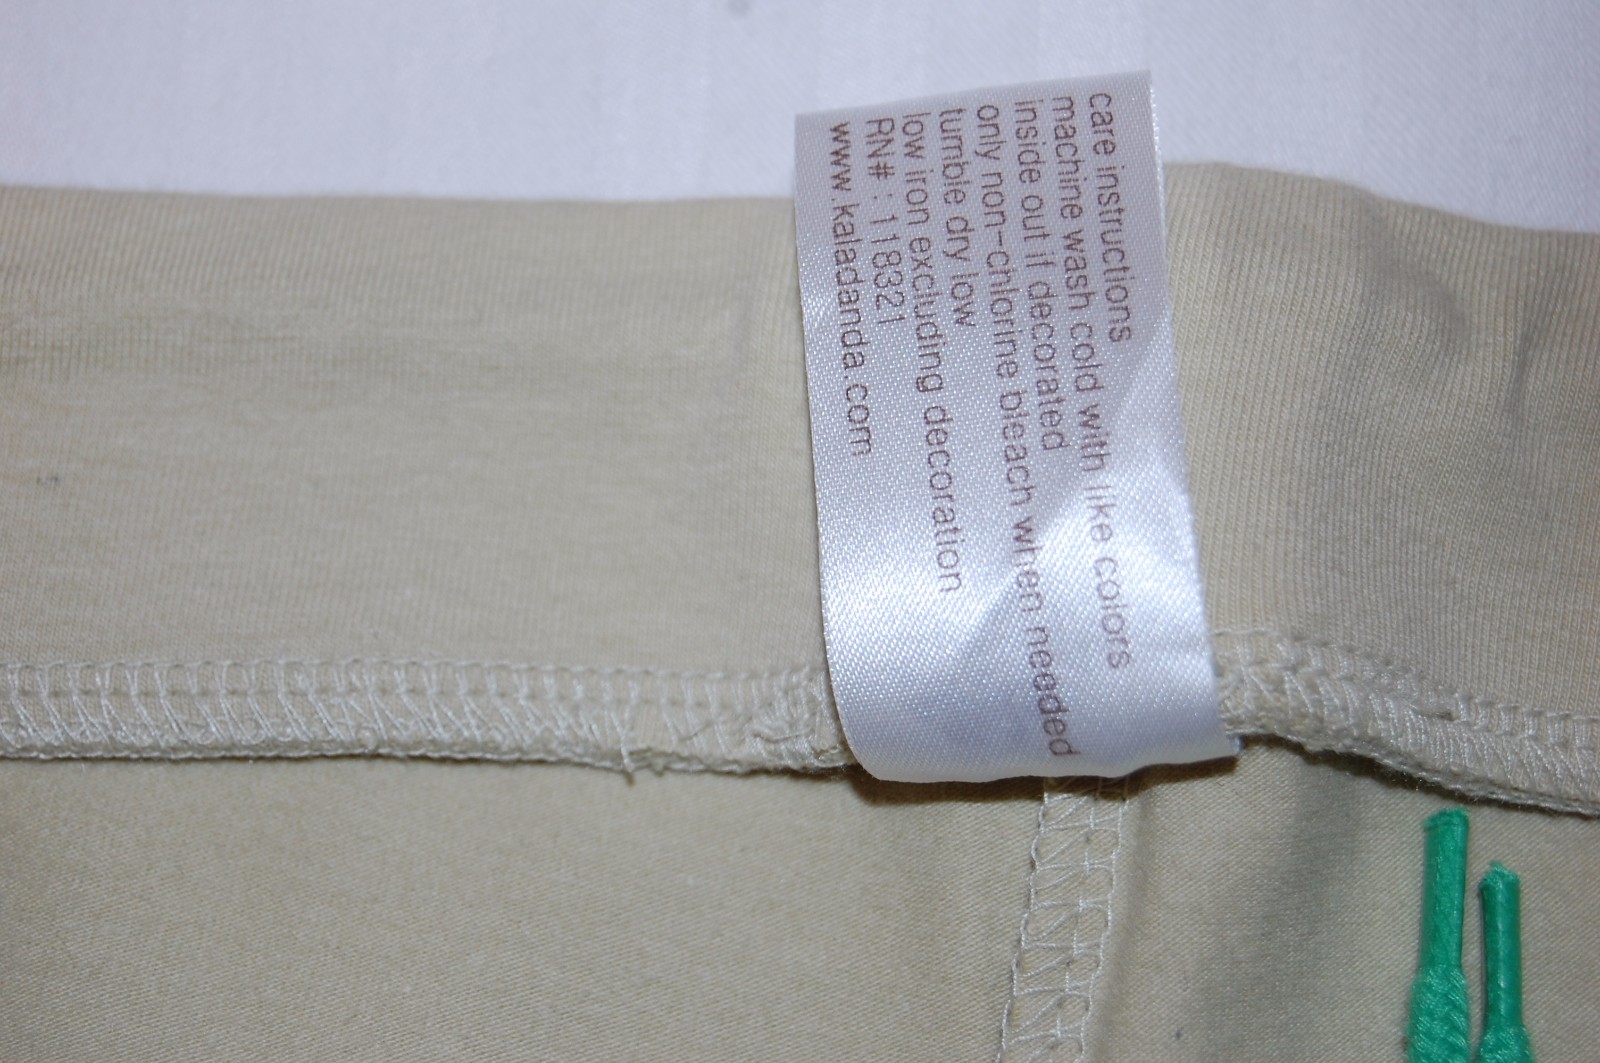 care instructions
machine wash cold with like colors
inside out if decorated
only non-chlorine bleach when needed
tumble dry low
low iron excluding decoration
RN# : 118321
www.kaladanda.com